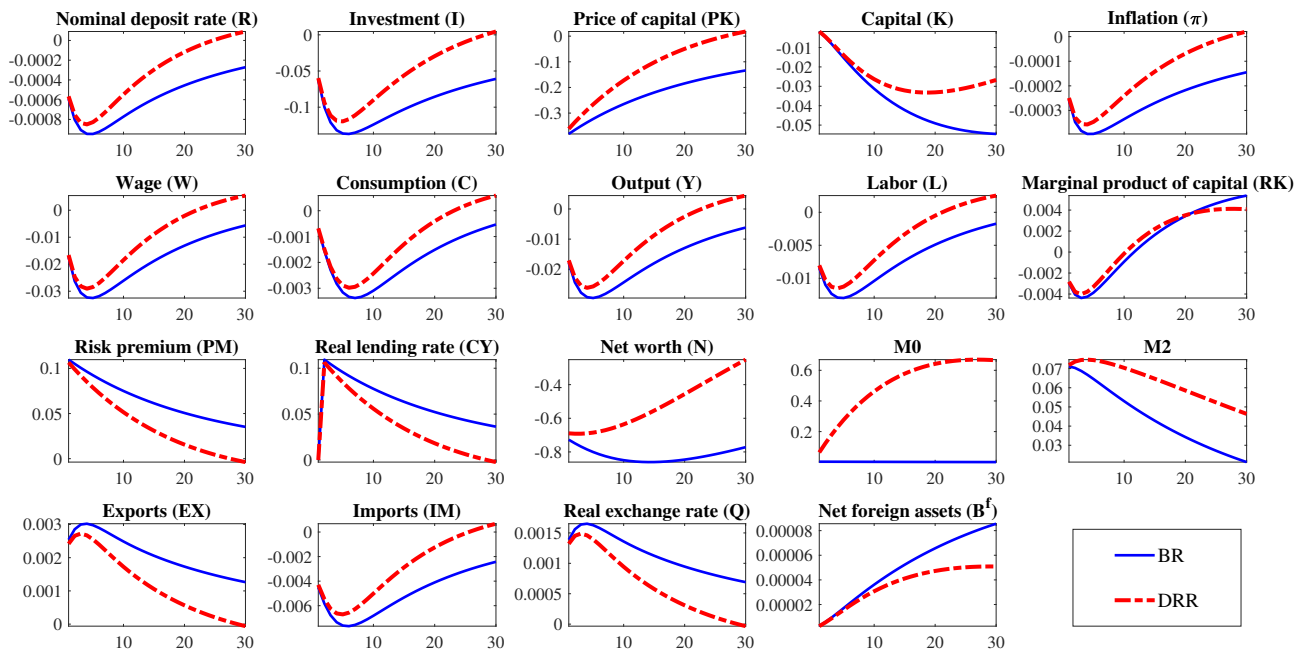 Nominal deposit rate (R)
0
-0.0002
-0.0004
-0.0006
-0.0008
10 20 30
Investment (I)
0
-0.05
-0.1
10 20 30
Price of capital (PK)
0
-0.1
-0.2
-0.3
10 20 30
Capital (K)
-0.01
-0.02
-0.03
-0.04
-0.05
10 20 30
Inflation (π)
0
-0.0001
-0.0002
-0.0003
10 20 30
Wage (W)
0
-0.01
-0.02
-0.03
10 20 30
Consumption (C)
0
-0.001
-0.002
-0.003
10 20 30
Output (Y)
0
-0.01
-0.02
10 20 30
Labor (L)
0
-0.005
-0.01
10 20 30
Marginal product of capital (RK)
0.004
0.002
0
-0.002
-0.004
10 20 30
Risk premium (PM)
0.1
0.05
0
10 20 30
Real lending rate (CY)
0.1
0.05
0
10 20 30
Net worth (N)
-0.4
-0.6
-0.8
10 20 30
M0
0.6
0.4
0.2
10 20 30
M2
0.07
0.06
0.05
0.04
0.03
10 20 30
Exports (EX)
0.003
0.002
0.001
0
10 20 30
Imports (IM)
0
-0.002
-0.004
-0.006
10 20 30
Real exchange rate (Q)
0.0015
0.001
0.0005
0
10 20 30
Net foreign assets (B^f)
0.00008
0.00006
0.00004
0.00002
10 20 30
BR
DRR